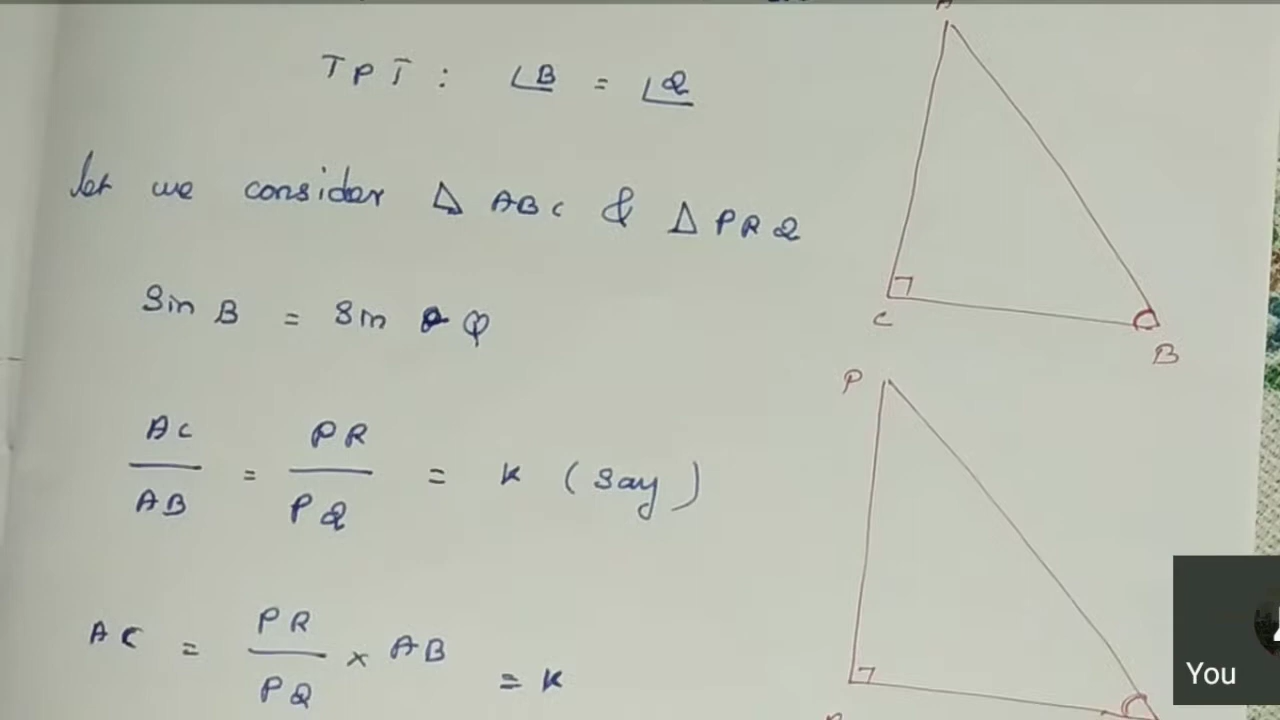 TPT : ∠B = ∠Q
let we consider Δ ABC & Δ PRQ
Sin B = Sin Q
AC/AB = PR/PQ = K (Say)
AC = PR/PQ × AB = K
C
B
P
You